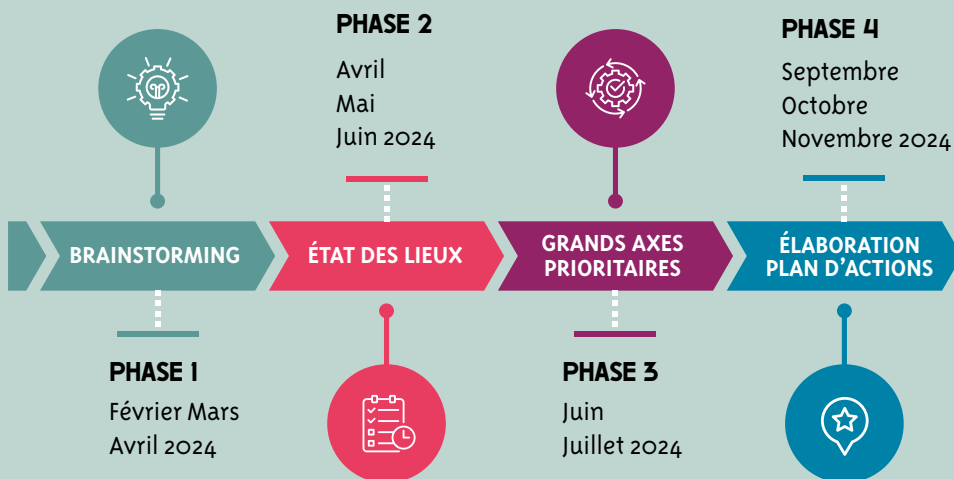 PHASE 2
Avril
Mai
Juin 2024
PHASE 4
Septembre
Octobre
Novembre 2024
BRAINSTORMING
ÉTAT DES LIEUX
GRANDS AXES
PRIORITAIRES
ÉLABORATION
PLAN D’ACTIONS
PHASE 1
Février Mars
Avril 2024
PHASE 3
Juin
Juillet 2024